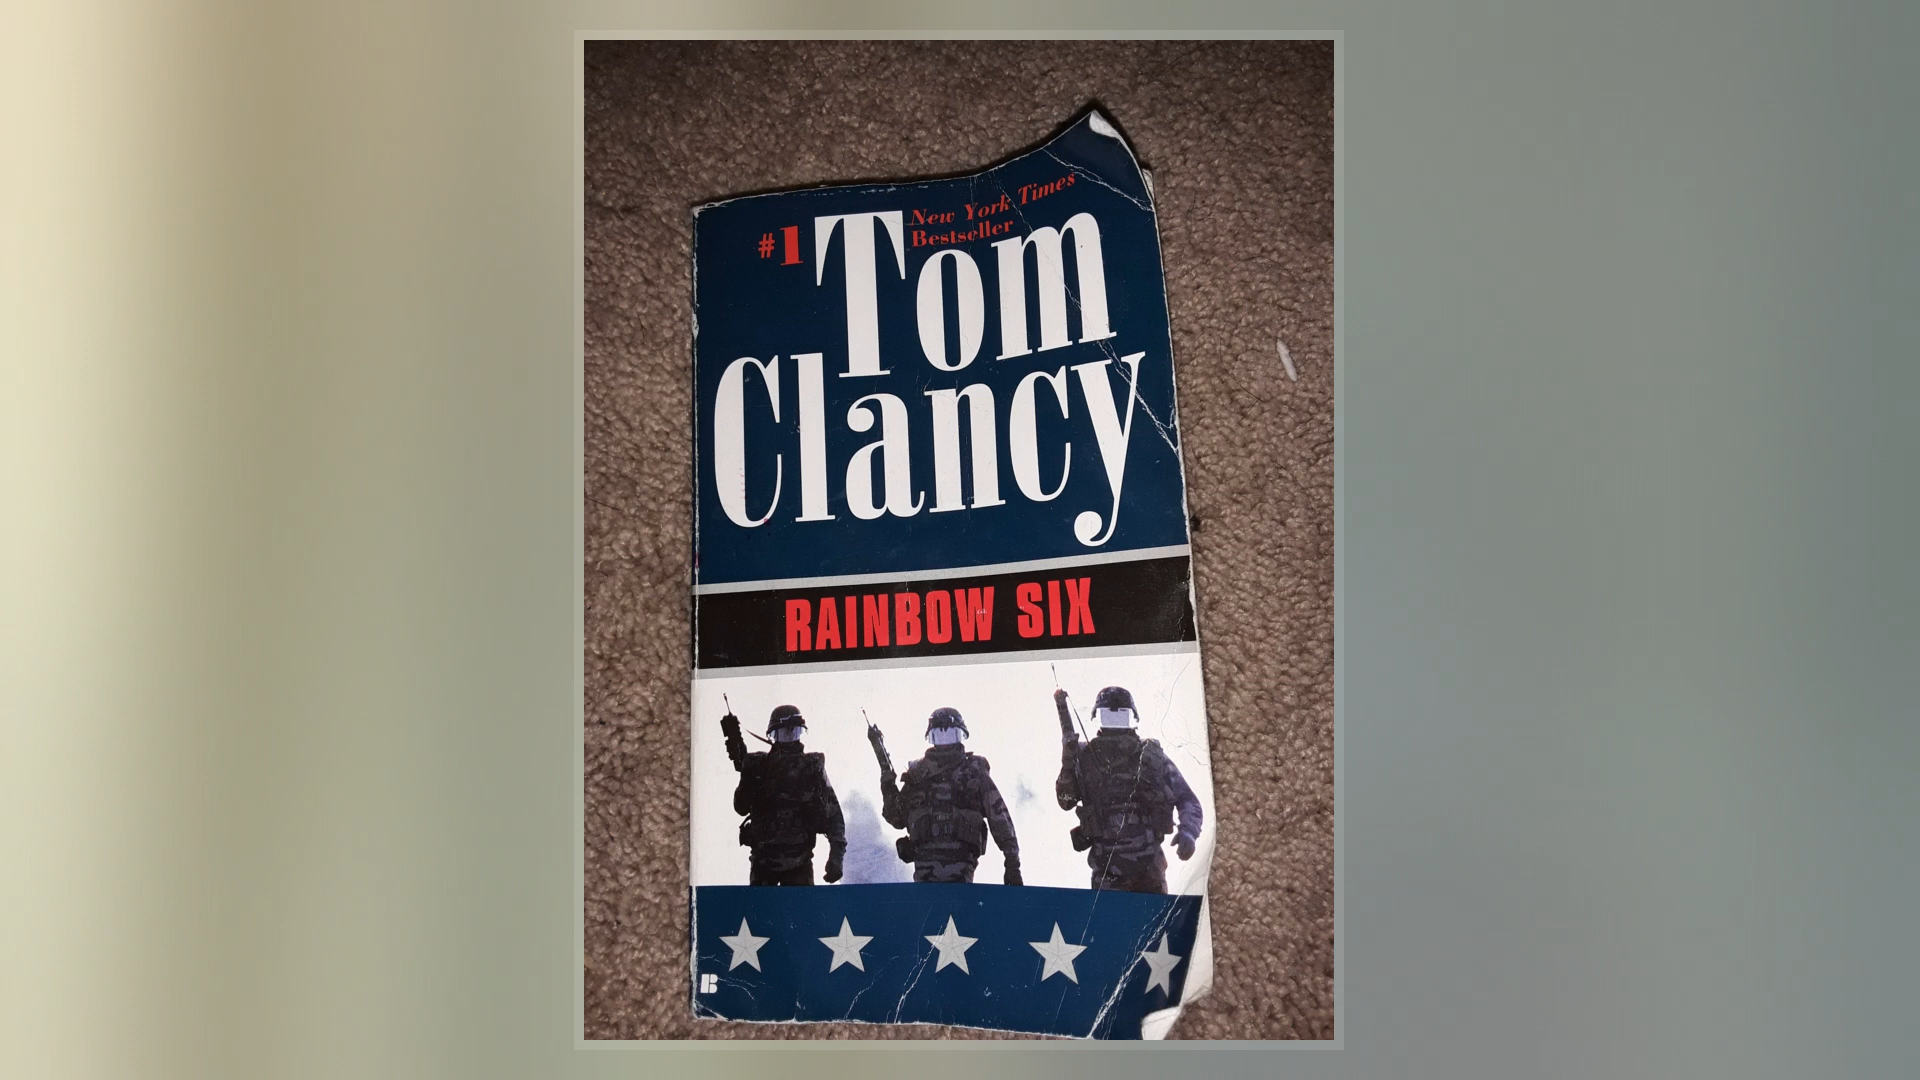 #1 New York Times
Bestseller
Tom
Clancy
RAINBOW SIX
B